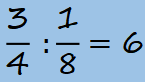 3/4 : 1/8 = 6